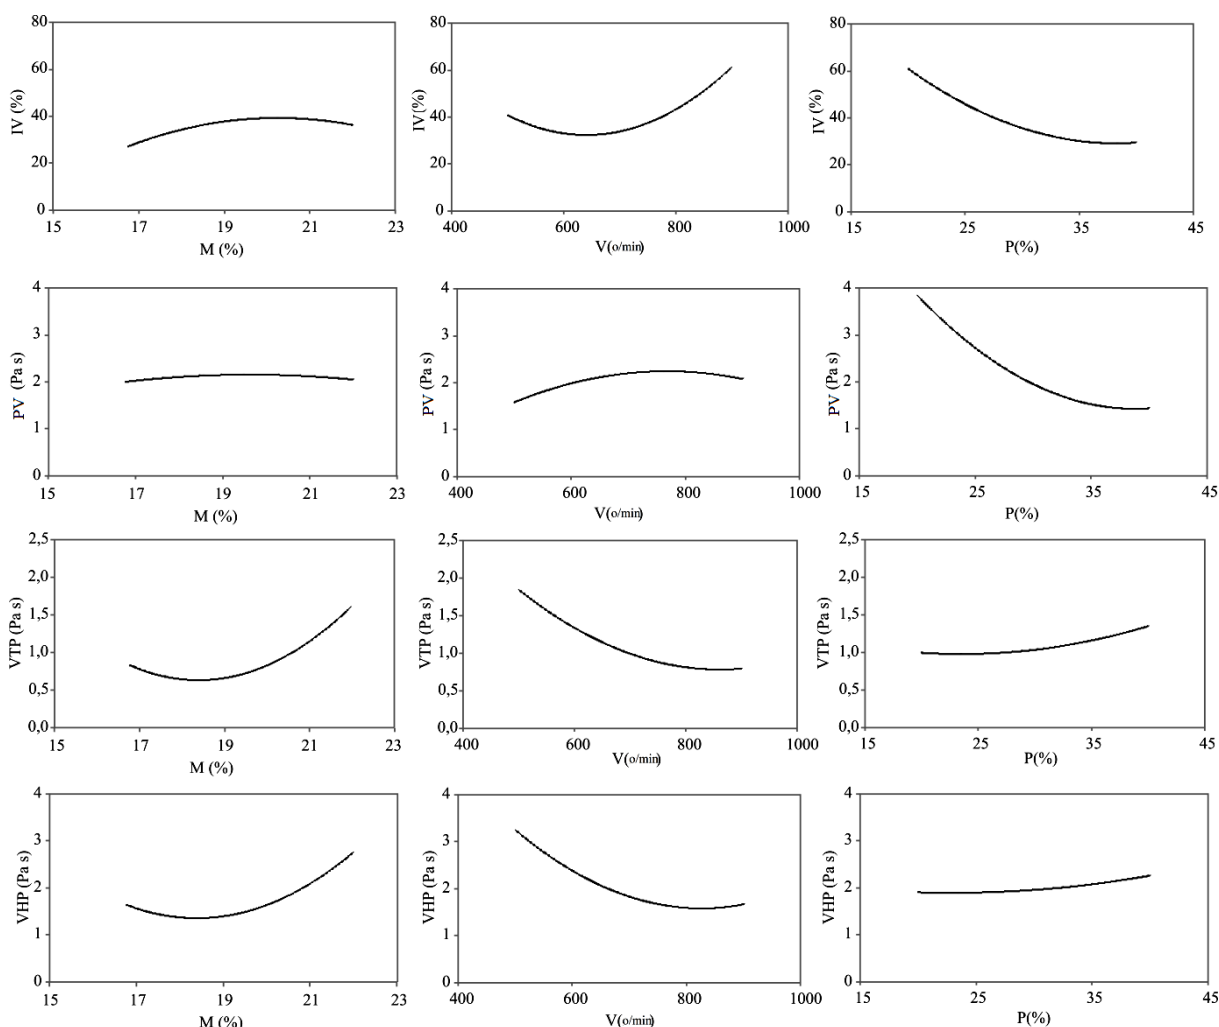 80 80 80
60 60 60
IV (%) IV (%) IV (%)
40 40 40
20 20 20
0 0 0
15 17 19 21 23 400 600 800 1000 15 25 35 45
M (%) V(o/min) P(%)
4 4 4
3 3 3
PV (Pa s) PV (Pa s) PV (Pa s)
2 2 2
1 1 1
0 0 0
15 17 19 21 23 400 600 800 1000 15 25 35 45
M (%) V(o/min) P(%)
2,5 2,5 2,5
2,0 2,0 2,0
VTP (Pa s) VTP (Pa s) VTP (Pa s)
1,5 1,5 1,5
1,0 1,0 1,0
0,5 0,5 0,5
0,0 0,0 0,0
15 17 19 21 23 400 600 800 1000 15 25 35 45
M (%) V(o/min) P(%)
4 4 4
3 3 3
VHP (Pa s) VHP (Pa s) VHP (Pa s)
2 2 2
1 1 1
0 0 0
15 17 19 21 23 400 600 800 1000 15 25 35 45
M (%) V(o/min) P(%)